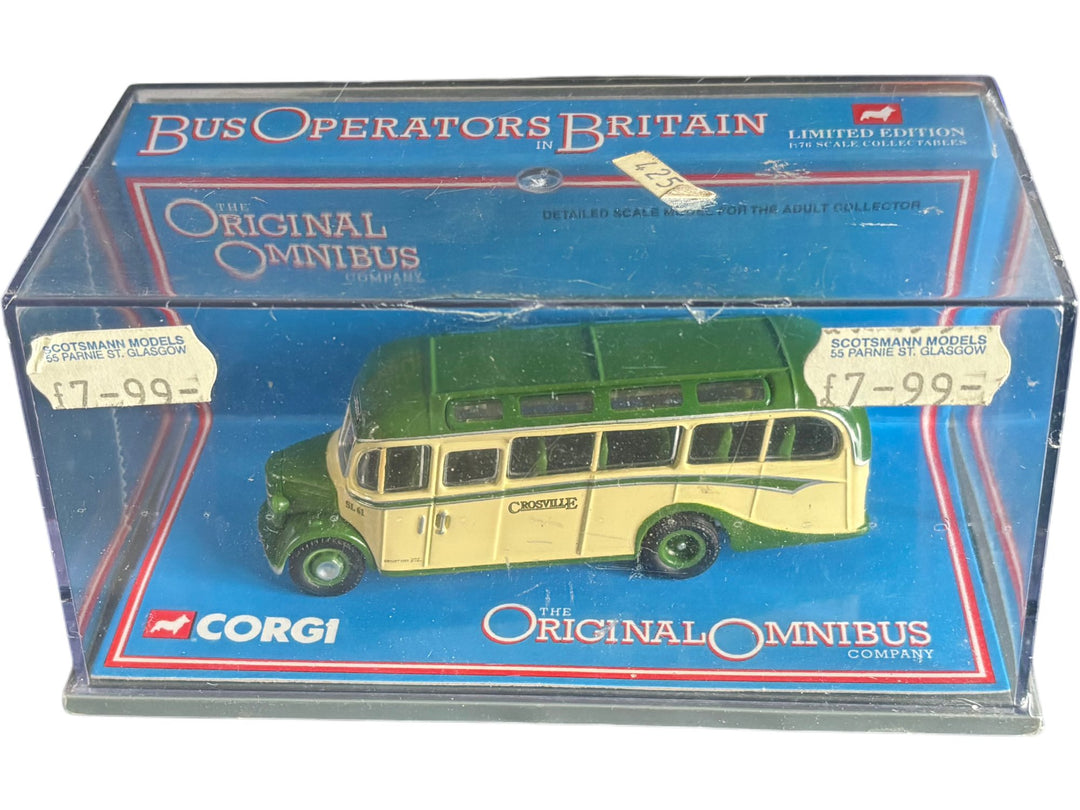 BUS OPERATORS IN BRITAIN
LIMITED EDITION
1:76 SCALE COLLECTABLES
425
THE
ORIGINAL
OMNIBUS
COMPANY
DETAILED SCALE MODEL FOR THE ADULT COLLECTOR
SCOTSMANN MODELS
55 PARNIE ST. GLASGOW
£7-99-
SCOTSMANN MODELS
55 PARNIE ST. GLASGOW
£7-99-
CROSVILLE
SL 61
CORGI
THE
ORIGINAL OMNIBUS
COMPANY